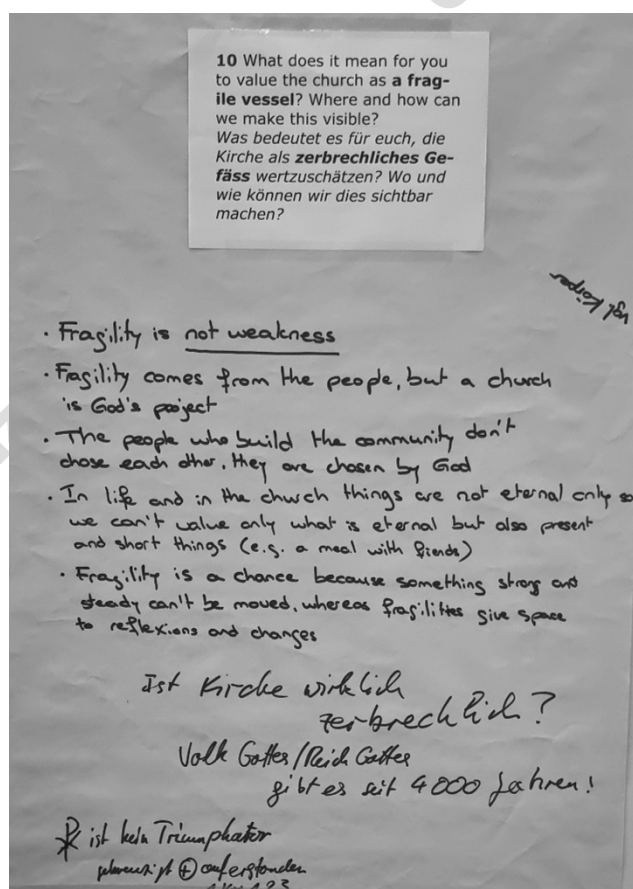 10 What does it mean for you
to value the church as a frag-
ile vessel? Where and how can
we make this visible?
Was bedeutet es für euch, die
Kirche als zerbrechliches Ge-
fäss wertzuschätzen? Wo und
wie können wir dies sichtbar
machen?
vgl Körper
· Fragility is not weakness
· Fragility comes from the people, but a church
is God's project
· The people who build the community don't
chose each other, they are chosen by God
· In life and in the church things are not eternal only so
we can't value only what is eternal but also present
and short things (e.g. a meal with friends)
· Fragility is a chance because something strong and
steady can't be moved, whereas fragilities give space
to reflexions and changes
Ist Kirche wirklich
zerbrechlich?
Volk Gottes/Reich Gottes
gibt es seit 4000 Jahren!
ist kein Triumphator
auferstanden